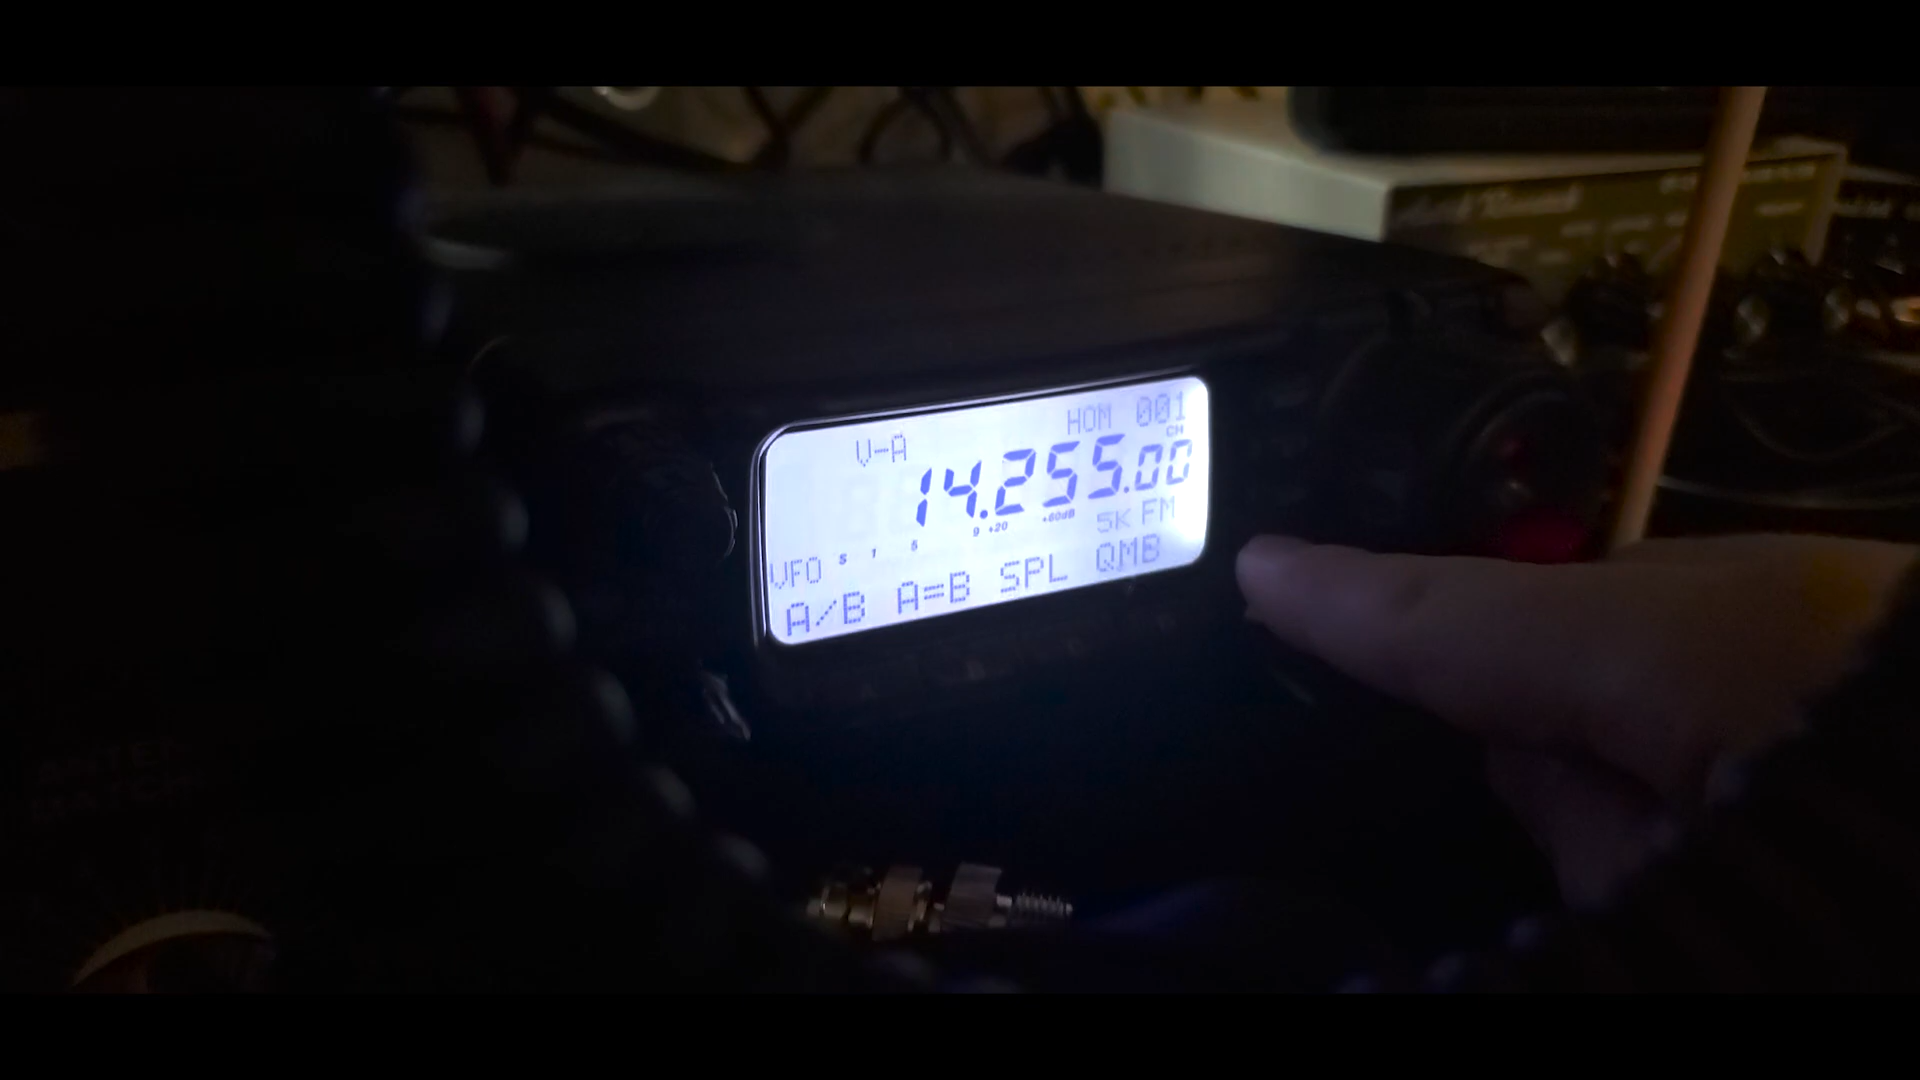 HOM 001
V-A
CH
14.255.00
S 1 5 9 +20 +60dB
5K FM
VFO
A/B A=B SPL QMB